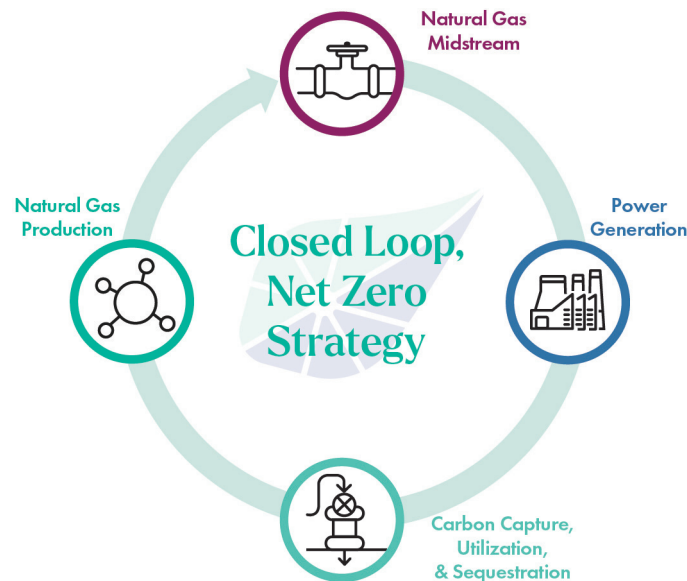 Natural Gas
Midstream
Natural Gas
Production
Power
Generation
Closed Loop,
Net Zero
Strategy
Carbon Capture,
Utilization,
& Sequestration